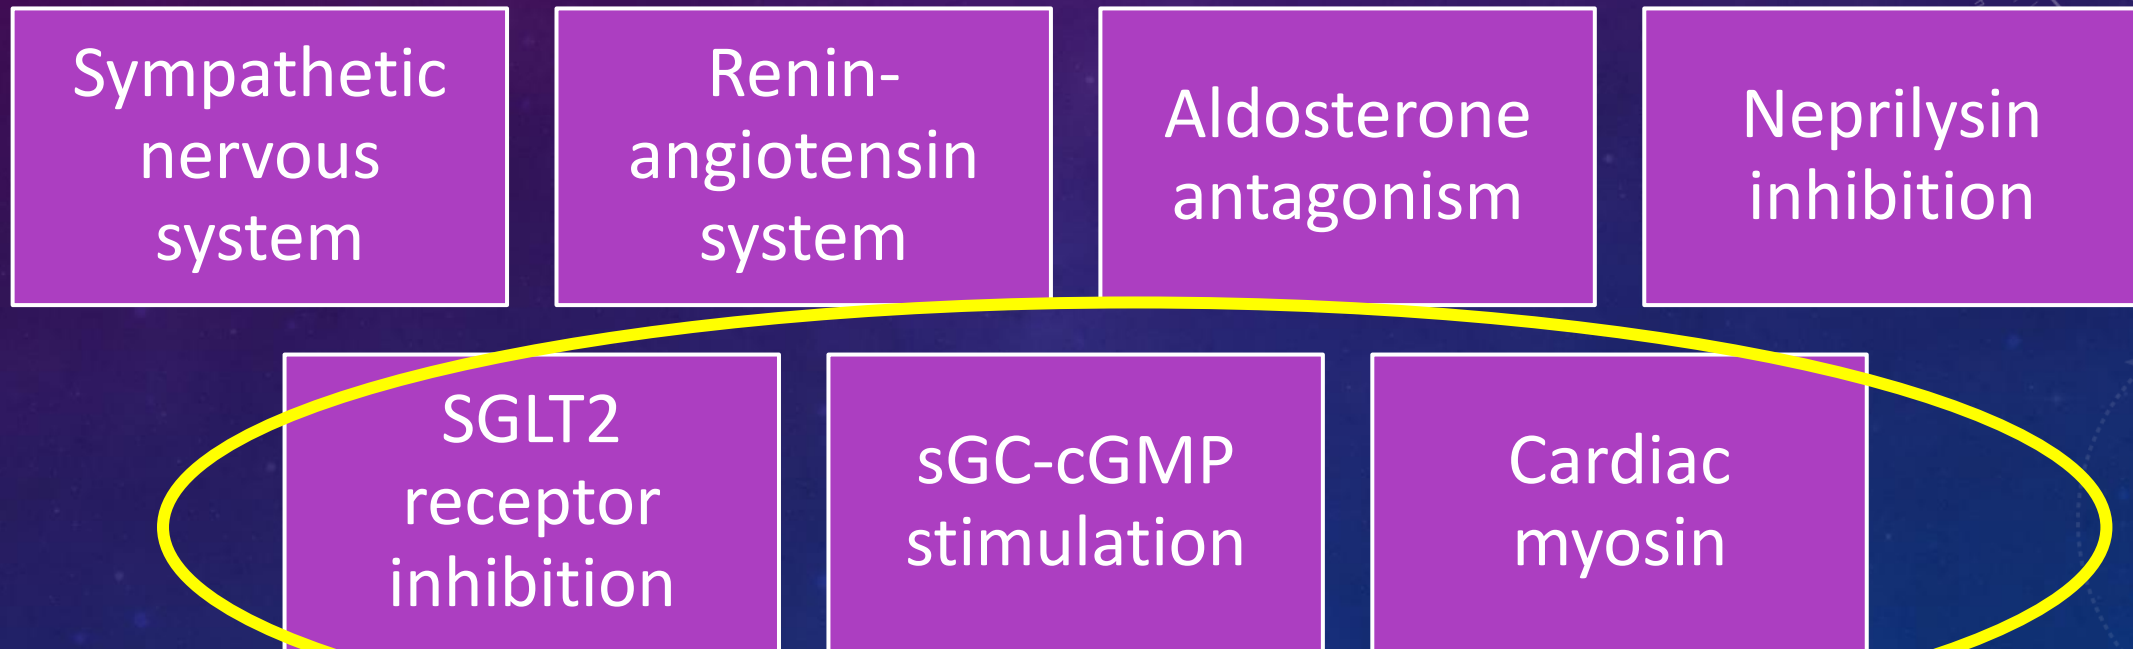 Sympathetic
nervous
system
Renin-
angiotensin
system
Aldosterone
antagonism
Neprilysin
inhibition
SGLT2
receptor
inhibition
sGC-cGMP
stimulation
Cardiac
myosin